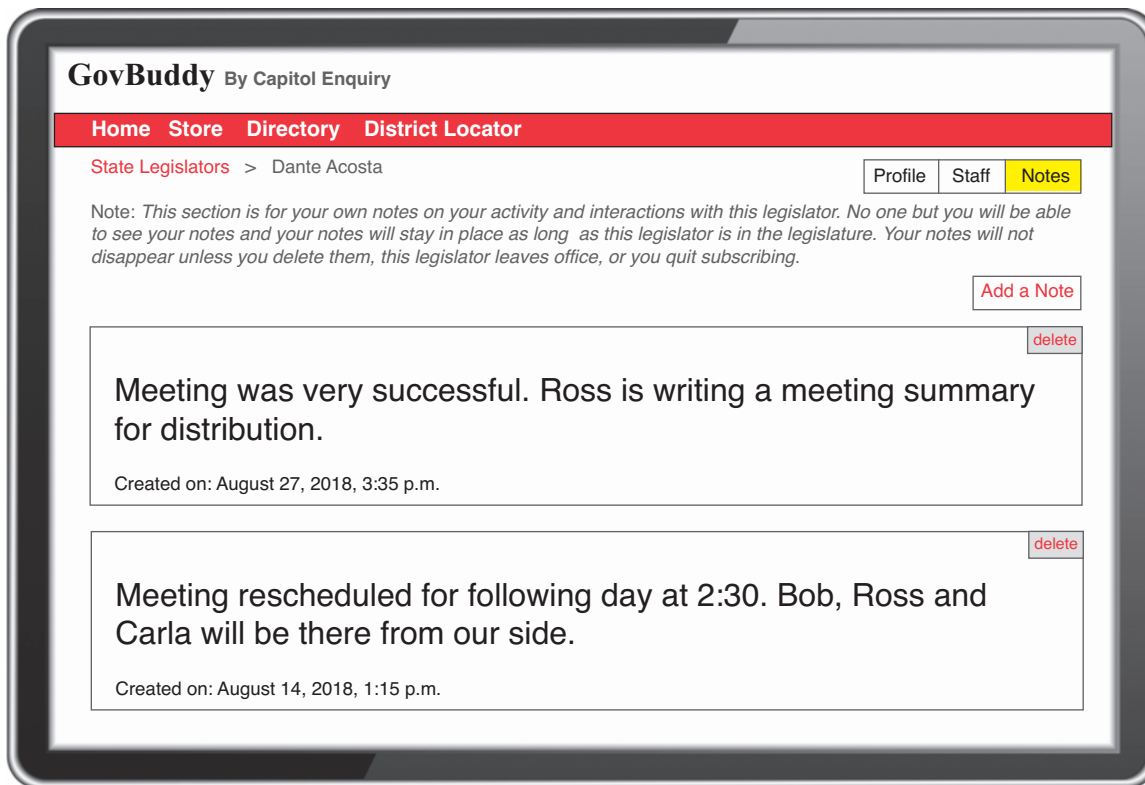 GovBuddy By Capitol Enquiry
Home Store Directory District Locator
State Legislators > Dante Acosta
Profile Staff Notes
Note: This section is for your own notes on your activity and interactions with this legislator. No one but you will be able
to see your notes and your notes will stay in place as long as this legislator is in the legislature. Your notes will not
disappear unless you delete them, this legislator leaves office, or you quit subscribing.
Add a Note
delete
Meeting was very successful. Ross is writing a meeting summary
for distribution.
Created on: August 27, 2018, 3:35 p.m.
delete
Meeting rescheduled for following day at 2:30. Bob, Ross and
Carla will be there from our side.
Created on: August 14, 2018, 1:15 p.m.